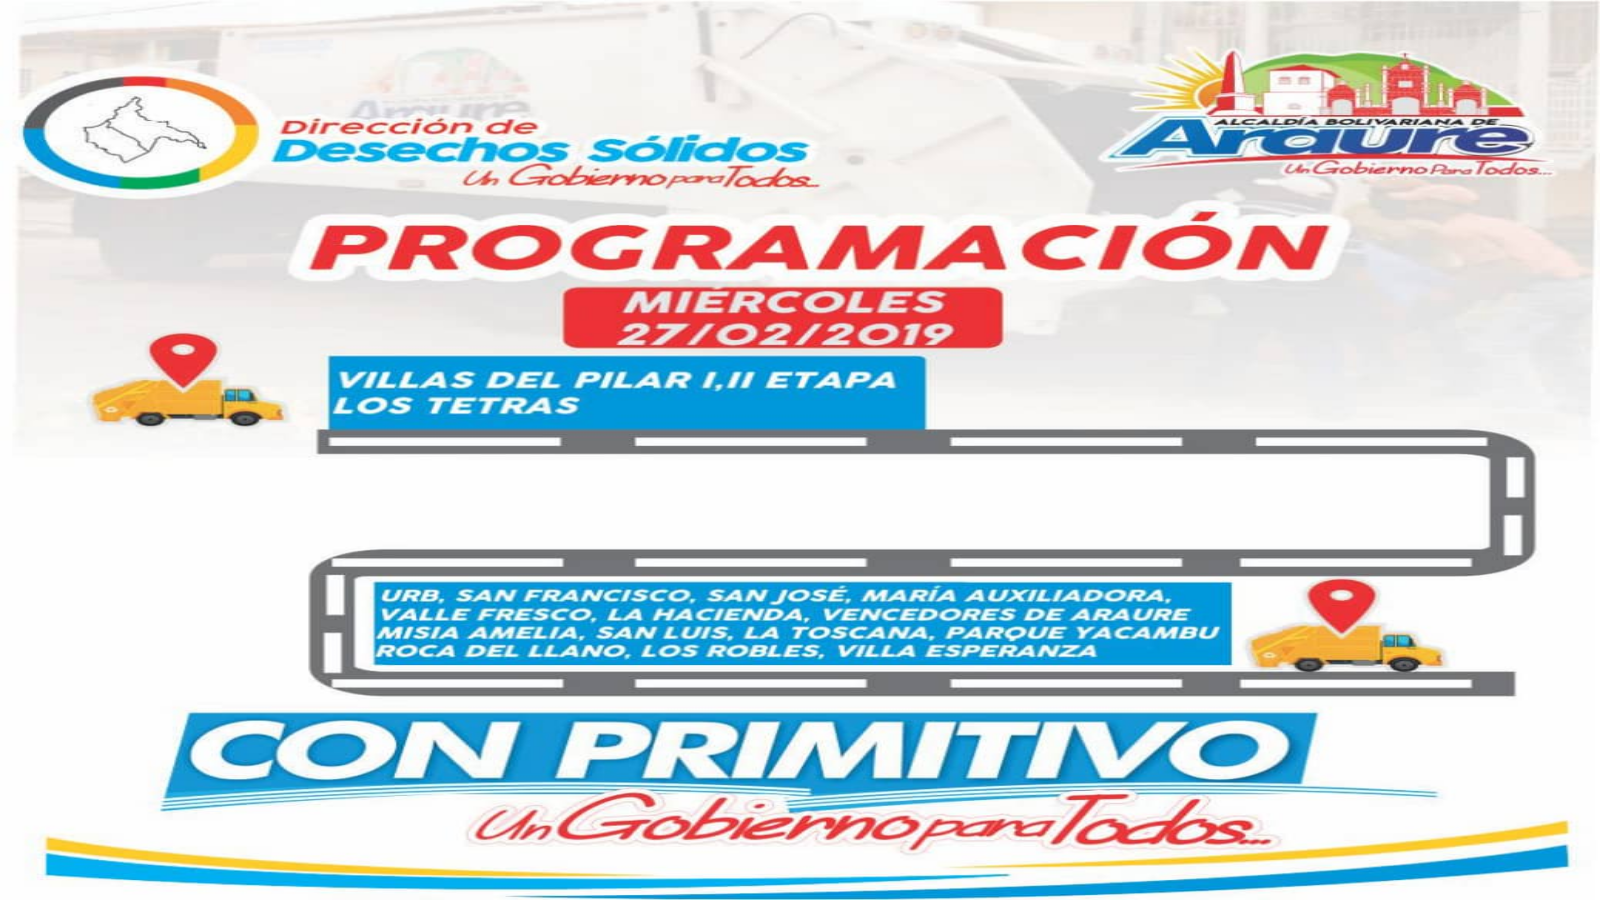 Dirección de
Desechos Sólidos
Un Gobierno para Todos...
ALCALDÍA BOLIVARIANA DE
Araure
Un Gobierno Para Todos...
Araure
PROGRAMACIÓN
MIÉRCOLES
27/02/2019
VILLAS DEL PILAR I,II ETAPA
LOS TETRAS
URB, SAN FRANCISCO, SAN JOSÉ, MARÍA AUXILIADORA,
VALLE FRESCO, LA HACIENDA, VENCEDORES DE ARAURE
MISIA AMELIA, SAN LUIS, LA TOSCANA, PARQUE YACAMBU
ROCA DEL LLANO, LOS ROBLES, VILLA ESPERANZA
CON PRIMITIVO
Un Gobierno para Todos...